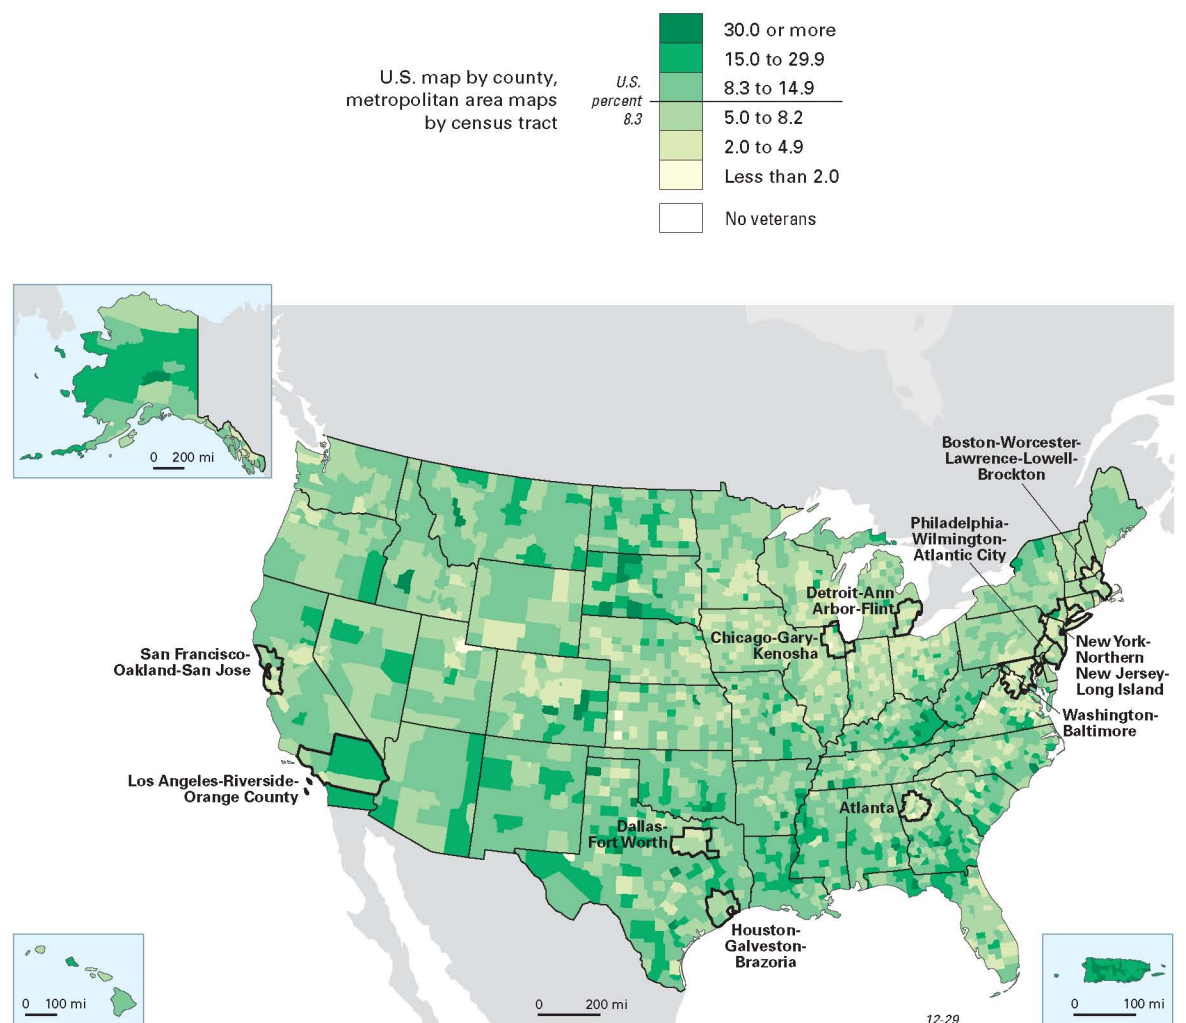 30.0 or more
15.0 to 29.9
8.3 to 14.9
5.0 to 8.2
2.0 to 4.9
Less than 2.0
No veterans
U.S. map by county,
metropolitan area maps
by census tract
U.S.
percent
8.3
0 200 mi
Boston-Worcester-
Lawrence-Lowell-
Brockton
Philadelphia-
Wilmington-
Atlantic City
Detroit-Ann
Arbor-Flint
Chicago-Gary-
Kenosha
San Francisco-
Oakland-San Jose
New York-
Northern
New Jersey-
Long Island
Washington-
Baltimore
Los Angeles-Riverside-
Orange County
Atlanta
Dallas-
Fort Worth
Houston-
Galveston-
Brazoria
0 100 mi
0 200 mi
0 100 mi
12-29